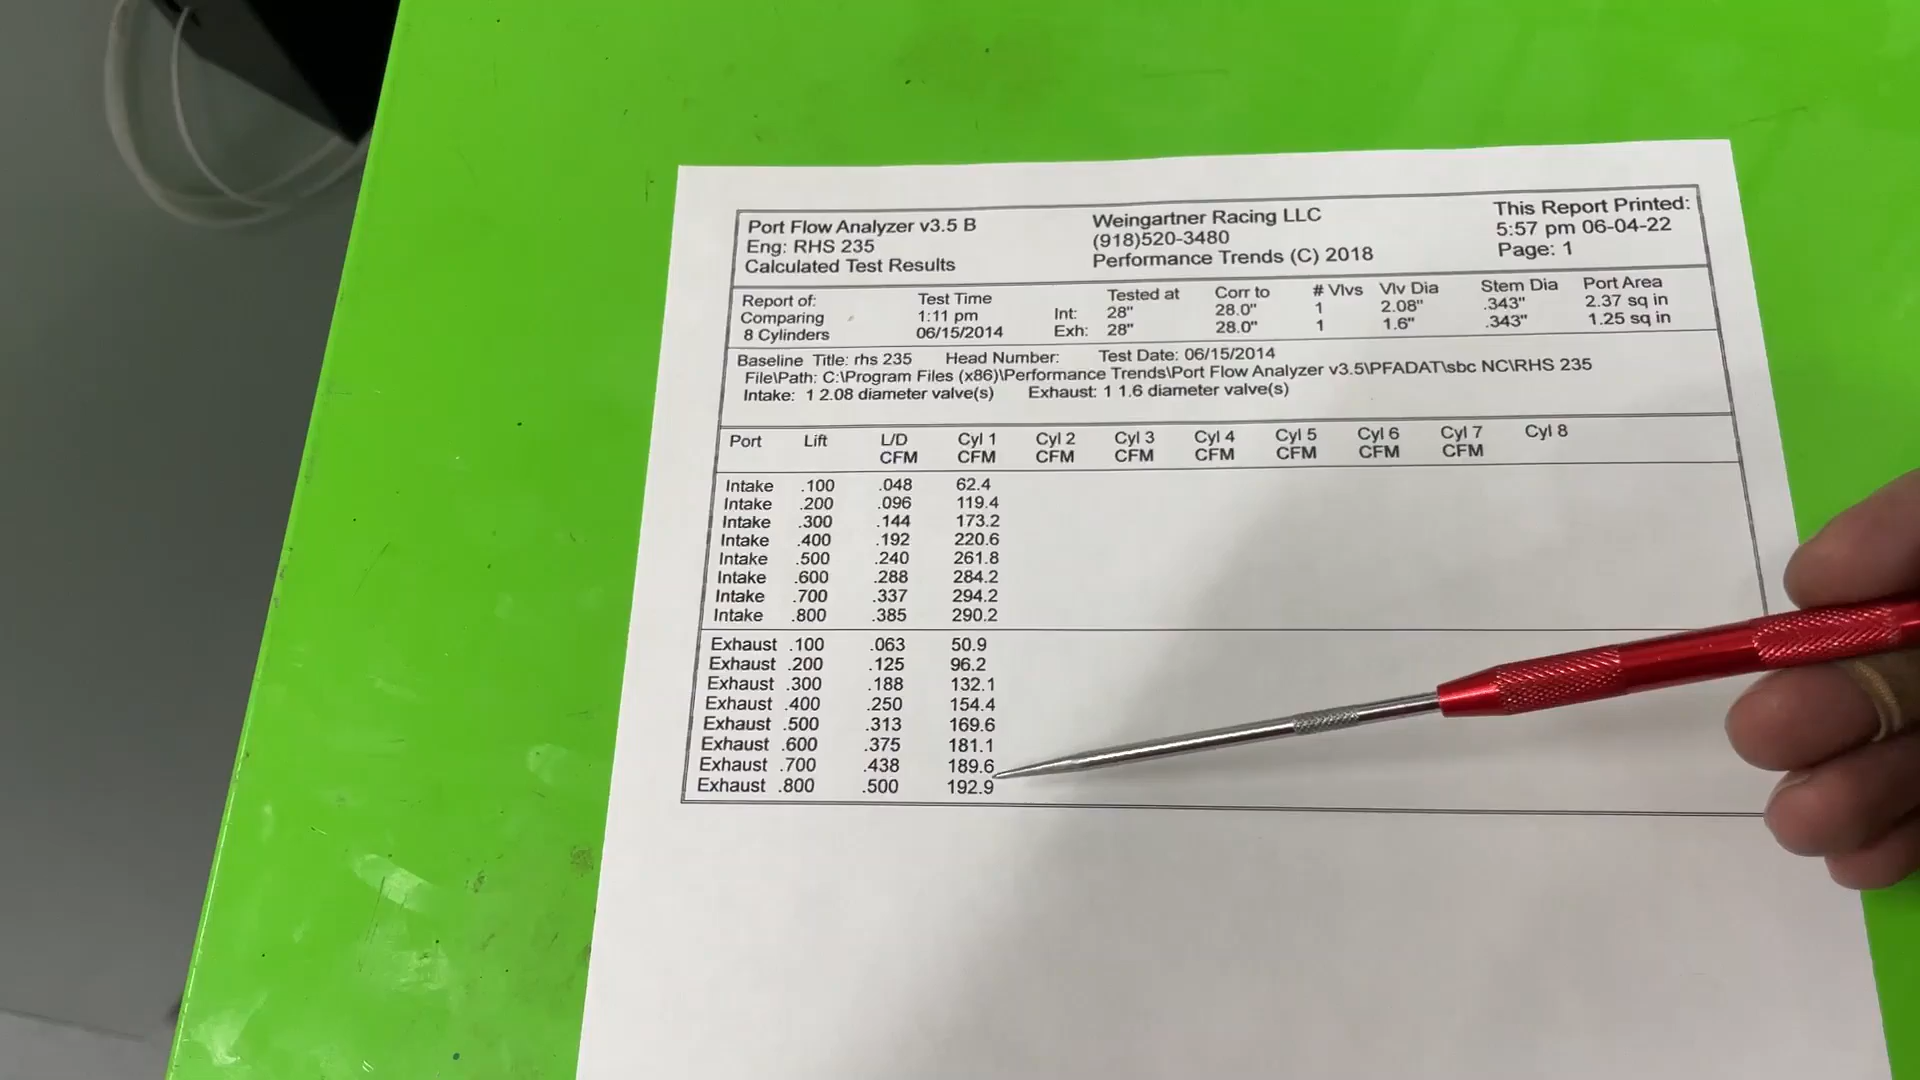 Port Flow Analyzer v3.5 B
Eng: RHS 235
Calculated Test Results
Weingartner Racing LLC
(918)520-3480
Performance Trends (C) 2018
This Report Printed:
5:57 pm 06-04-22
Page: 1
Report of: Test Time Tested at Corr to # Vlvs Vlv Dia Stem Dia Port Area
Comparing 1:11 pm Int: 28" 28.0" 1 2.08" .343" 2.37 sq in
8 Cylinders 06/15/2014 Exh: 28" 28.0" 1 1.6" .343" 1.25 sq in
Baseline Title: rhs 235 Head Number: Test Date: 06/15/2014
File\Path: C:\Program Files (x86)\Performance Trends\Port Flow Analyzer v3.5\PFADAT\sbc NC\RHS 235
Intake: 1 2.08 diameter valve(s) Exhaust: 1 1.6 diameter valve(s)
Port Lift L/D Cyl 1 Cyl 2 Cyl 3 Cyl 4 Cyl 5 Cyl 6 Cyl 7 Cyl 8
CFM CFM CFM CFM CFM CFM CFM CFM
Intake .100 .048 62.4
Intake .200 .096 119.4
Intake .300 .144 173.2
Intake .400 .192 220.6
Intake .500 .240 261.8
Intake .600 .288 284.2
Intake .700 .337 294.2
Intake .800 .385 290.2
Exhaust .100 .063 50.9
Exhaust .200 .125 96.2
Exhaust .300 .188 132.1
Exhaust .400 .250 154.4
Exhaust .500 .313 169.6
Exhaust .600 .375 181.1
Exhaust .700 .438 189.6
Exhaust .800 .500 192.9